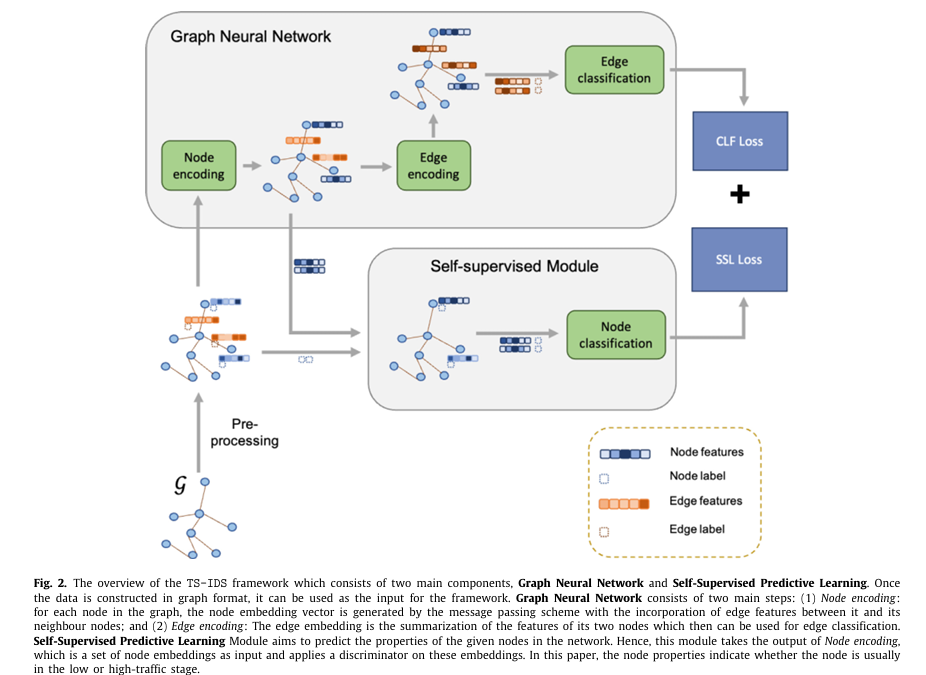 Graph Neural Network
Edge
classification
Node
encoding
Edge
encoding
CLF Loss
+
SSL Loss
Self-supervised Module
Node
classification
Pre-
processing
𝒢
Node features
Node label
Edge features
Edge label
Fig. 2. The overview of the TS-IDS framework which consists of two main components, Graph Neural Network and Self-Supervised Predictive Learning. Once
the data is constructed in graph format, it can be used as the input for the framework. Graph Neural Network consists of two main steps: (1) Node encoding:
for each node in the graph, the node embedding vector is generated by the message passing scheme with the incorporation of edge features between it and its
neighbour nodes; and (2) Edge encoding: The edge embedding is the summarization of the features of its two nodes which then can be used for edge classification.
Self-Supervised Predictive Learning Module aims to predict the properties of the given nodes in the network. Hence, this module takes the output of Node encoding,
which is a set of node embeddings as input and applies a discriminator on these embeddings. In this paper, the node properties indicate whether the node is usually
in the low or high-traffic stage.